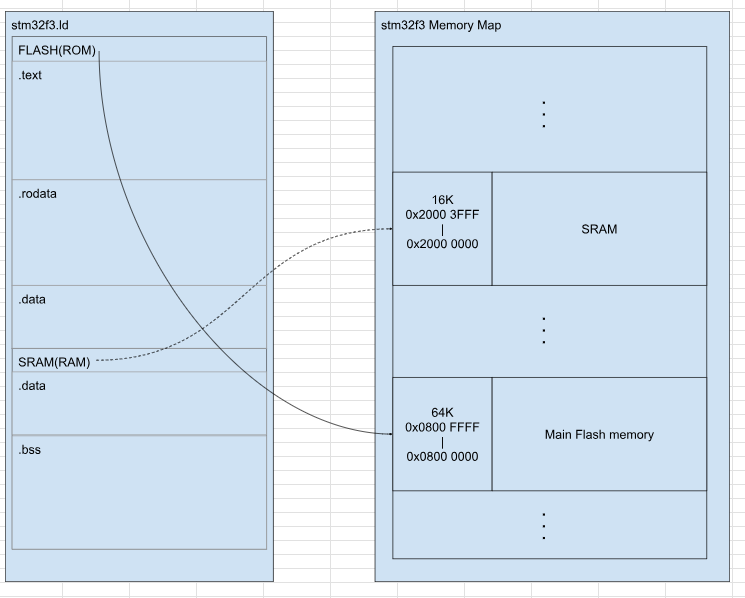 stm32f3.ld
FLASH(ROM)
.text
.rodata
.data
SRAM(RAM)
.data
.bss
stm32f3 Memory Map
16K
0x2000 3FFF
|
0x2000 0000
SRAM
64K
0x0800 FFFF
|
0x0800 0000
Main Flash memory